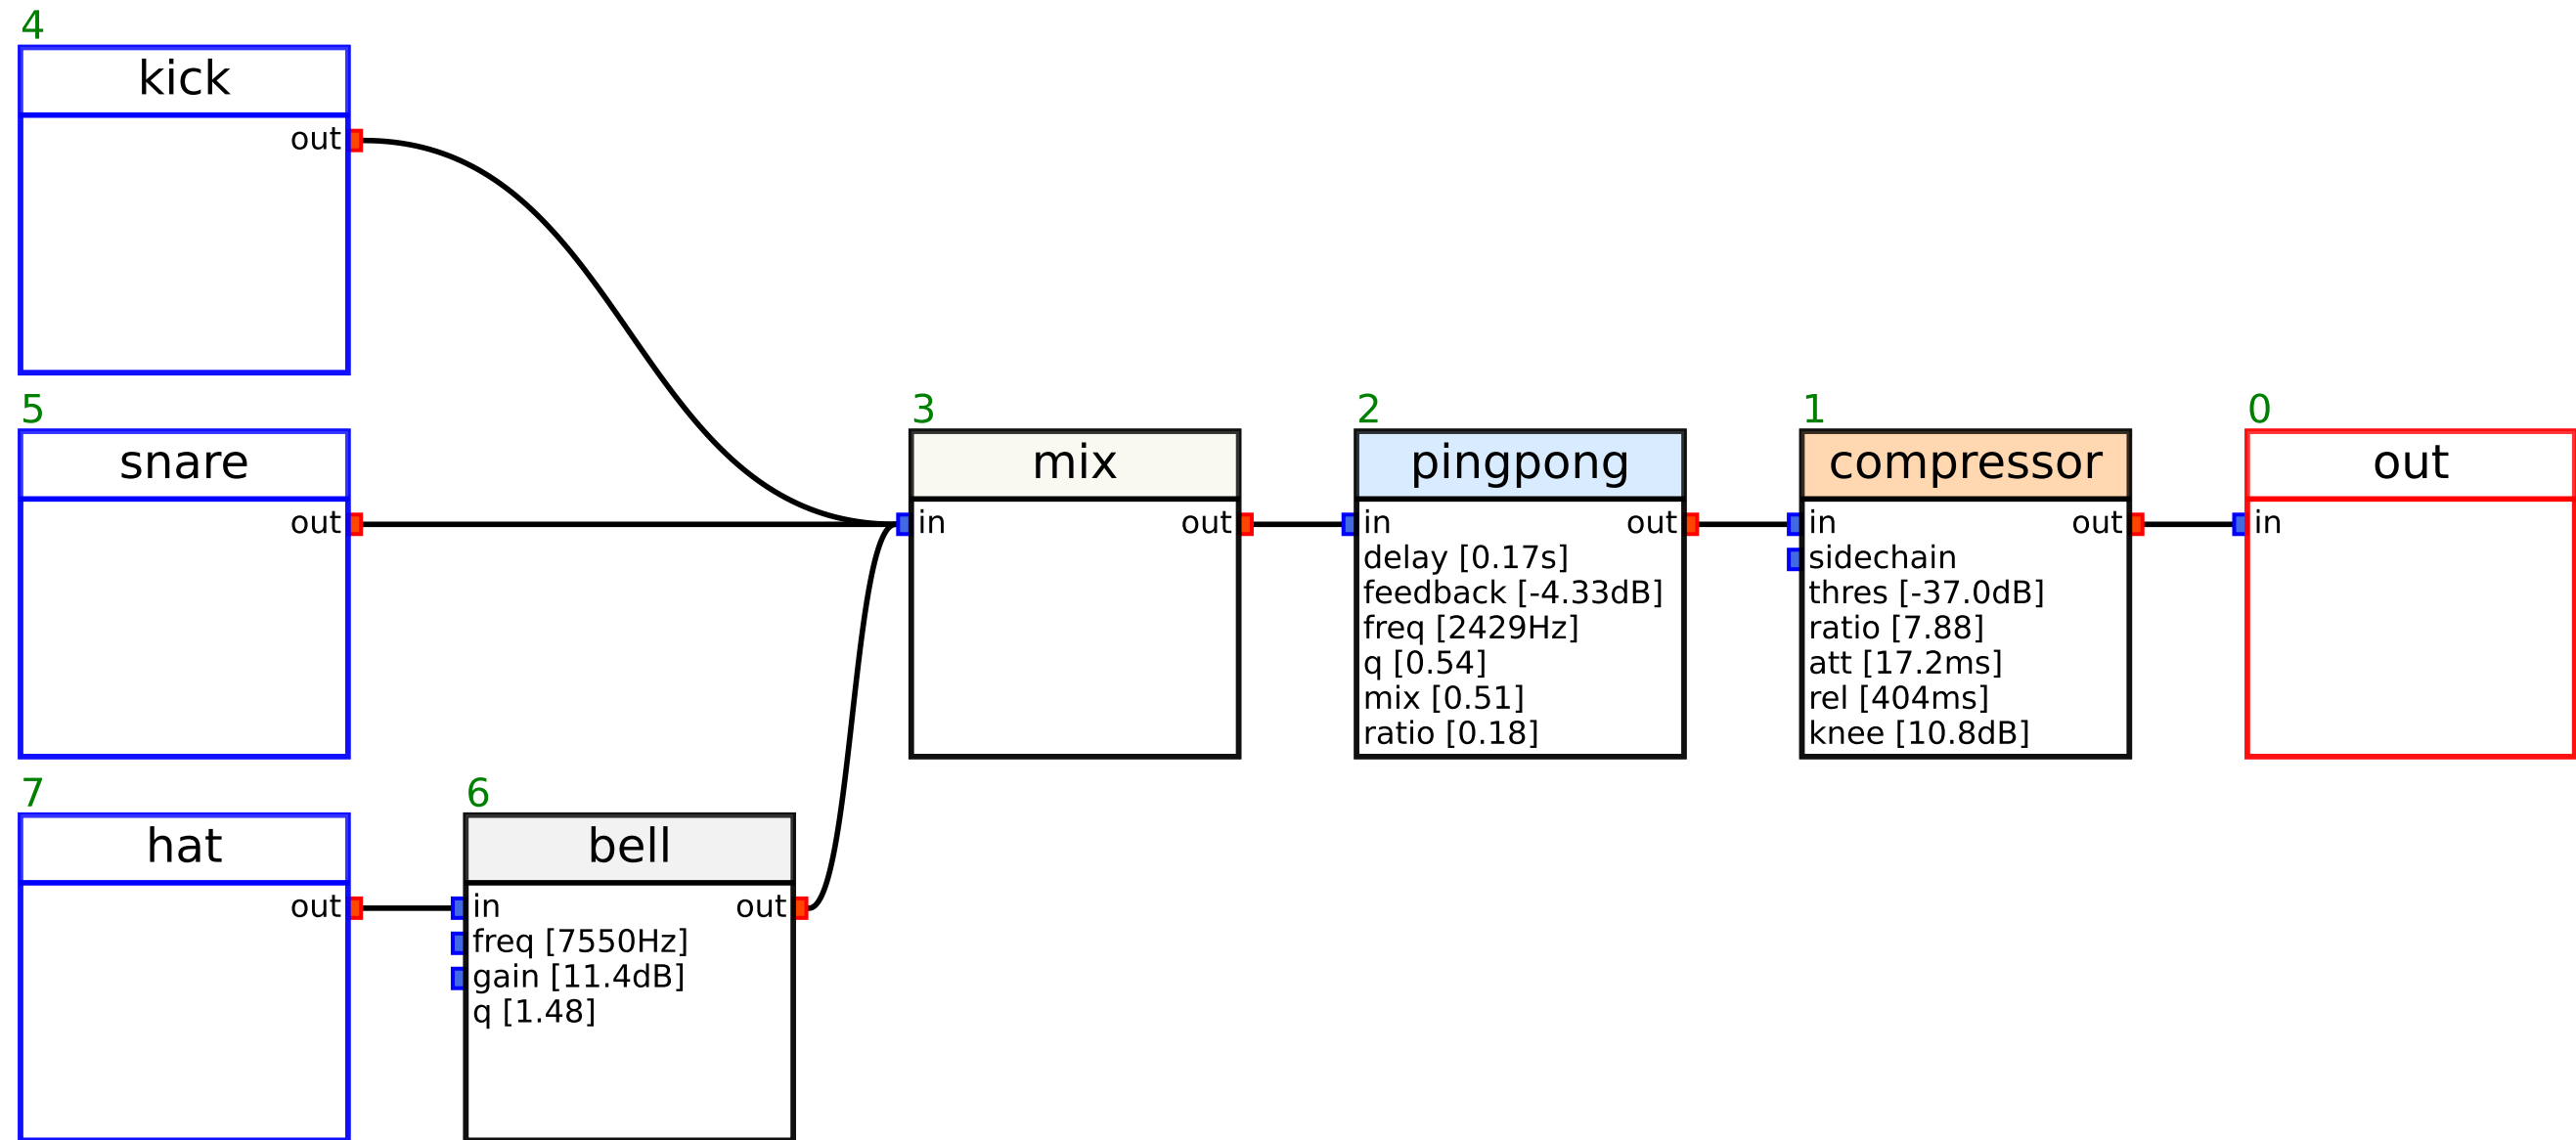 4
kick
out
5
snare
out
7
hat
out
6
bell
in
out
freq [7550Hz]
gain [11.4dB]
q [1.48]
3
mix
in
out
2
pingpong
in
out
delay [0.17s]
feedback [-4.33dB]
freq [2429Hz]
q [0.54]
mix [0.51]
ratio [0.18]
1
compressor
in
out
sidechain
thres [-37.0dB]
ratio [7.88]
att [17.2ms]
rel [404ms]
knee [10.8dB]
0
out
in